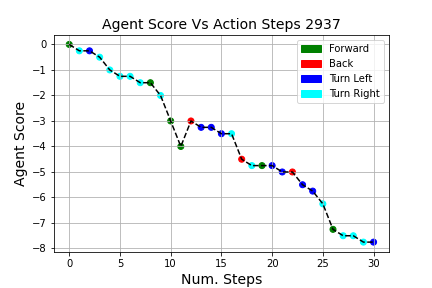 Agent Score Vs Action Steps 2937
Forward
Back
Turn Left
Turn Right
Agent Score
0
−1
−2
−3
−4
−5
−6
−7
−8
0 5 10 15 20 25 30
Num. Steps